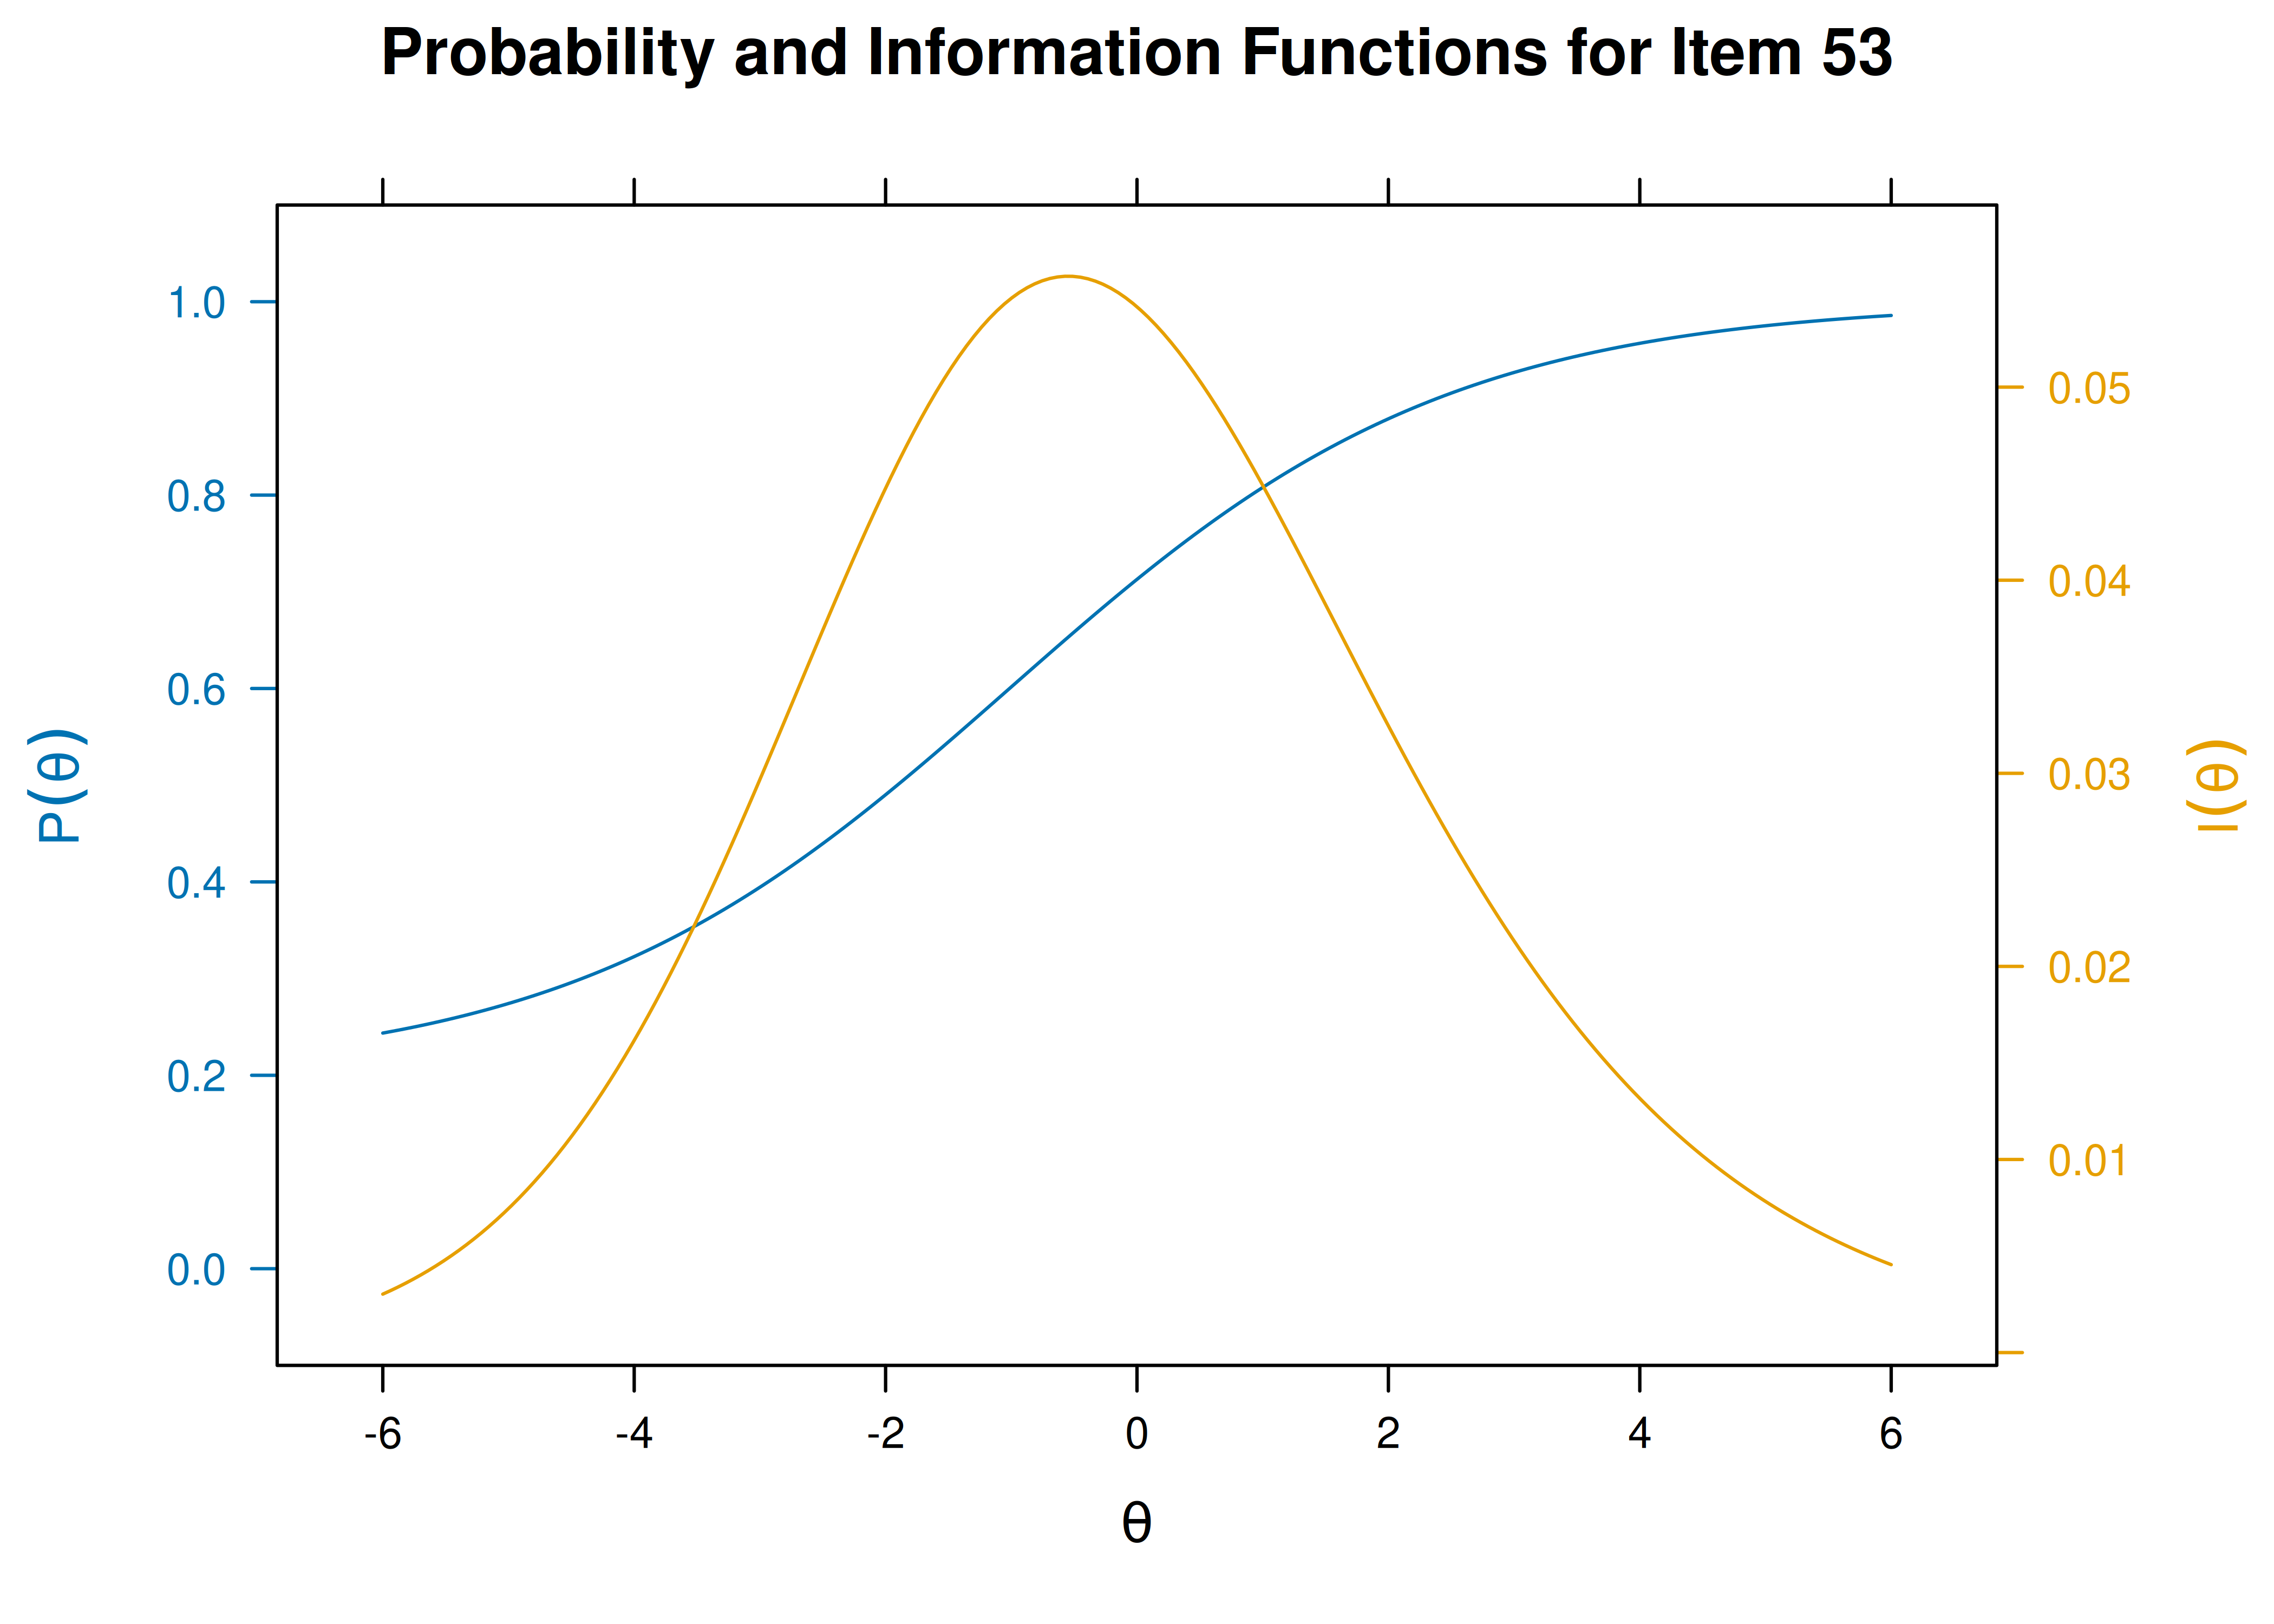 Probability and Information Functions for Item 53
P(θ)
1.0
0.8
0.6
0.4
0.2
0.0
0.05
0.04
0.03
0.02
0.01
I(θ)
-6 -4 -2 0 2 4 6
θ